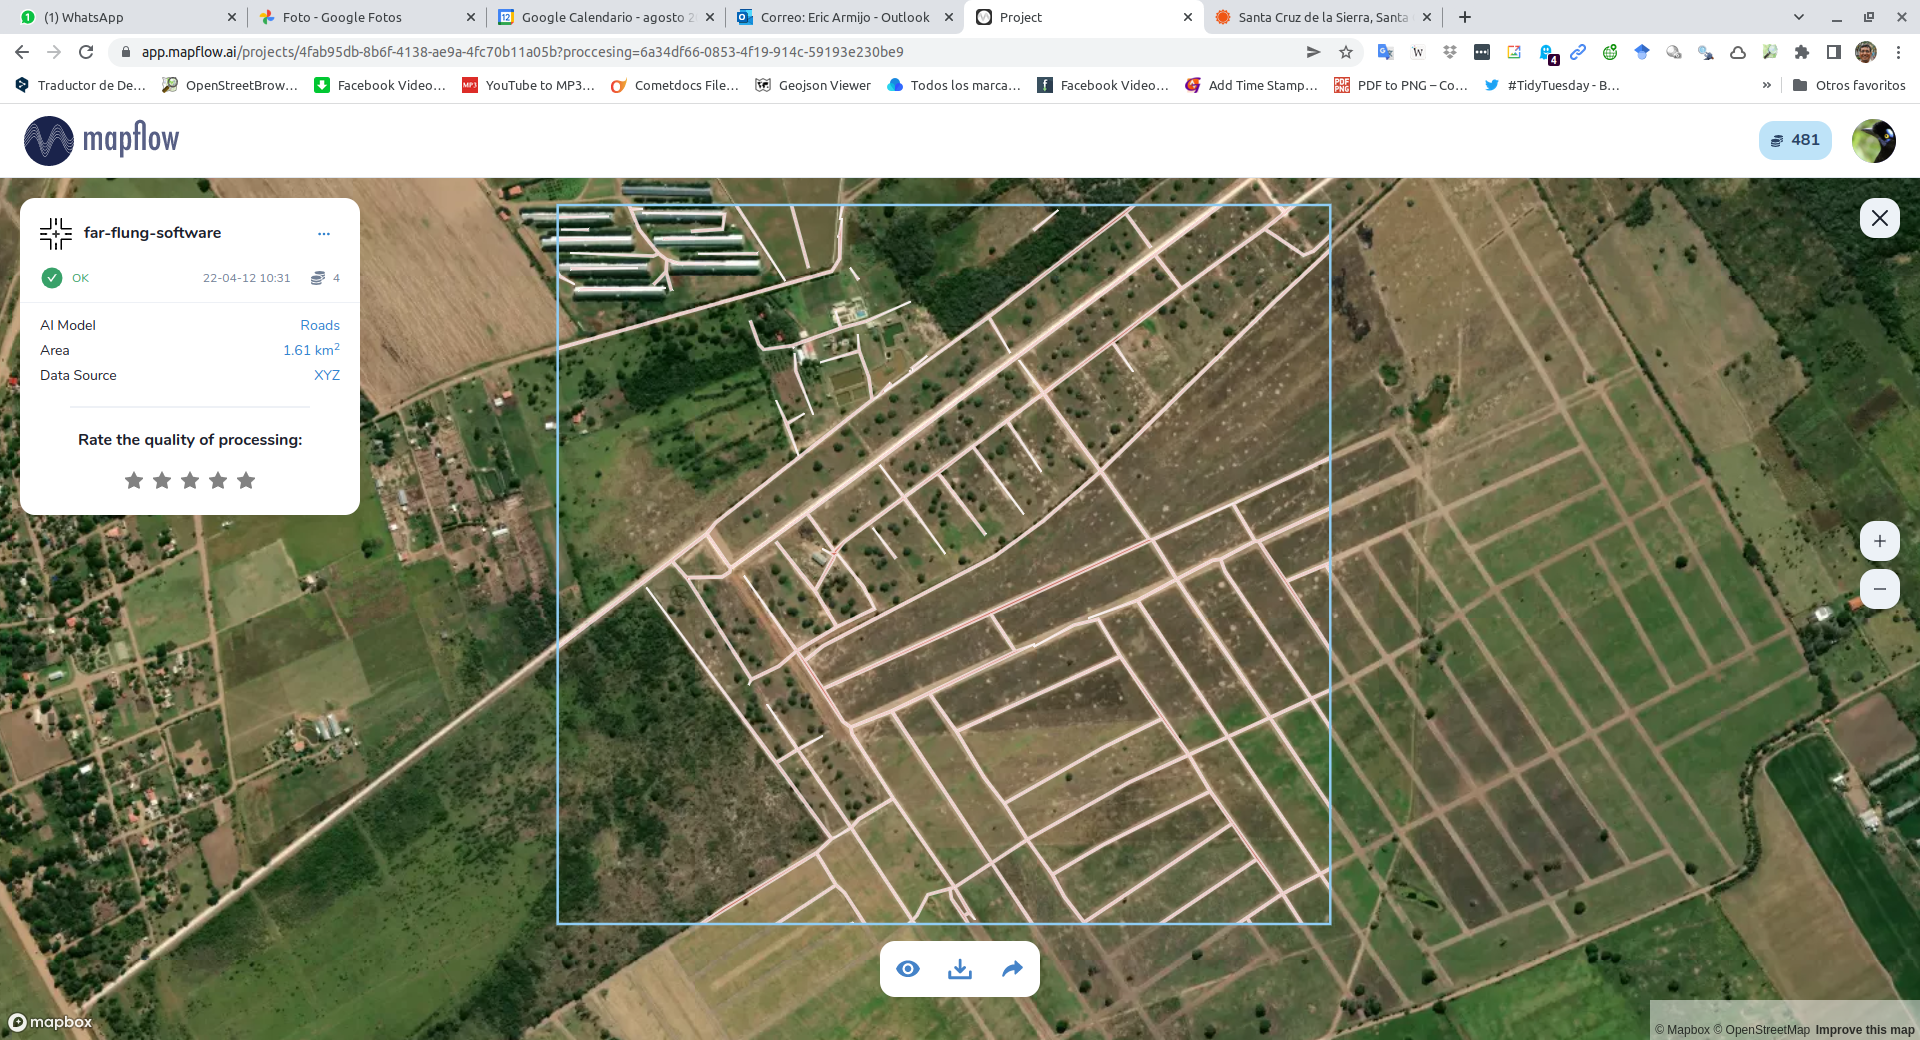 (1) WhatsApp
Foto - Google Fotos
Google Calendario - agosto 2
Correo: Eric Armijo - Outlook
Project
Santa Cruz de la Sierra, Santa
app.mapflow.ai/projects/4fab95db-8b6f-4138-ae9a-4fc70b11a05b?proccesing=6a34df66-0853-4f19-914c-59193e230be9
Traductor de De...
OpenStreetBrow...
Facebook Video...
YouTube to MP3...
Cometdocs File...
Geojson Viewer
Todos los marca...
Facebook Video...
Add Time Stamp...
PDF to PNG – Co...
#TidyTuesday - B...
Otros favoritos
mapflow
481
far-flung-software
OK
22-04-12 10:31
4
AI Model
Roads
Area
1.61 km²
Data Source
XYZ
Rate the quality of processing:
mapbox
© Mapbox © OpenStreetMap Improve this map